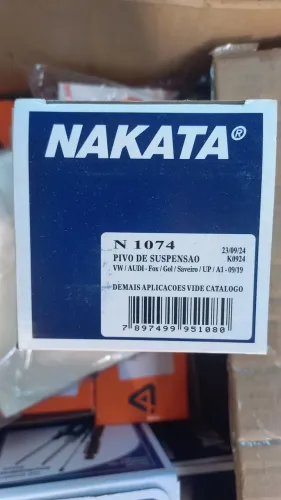 NAKATA®
N 1074
23/09/24
PIVO DE SUSPENSAO
K0924
VW / AUDI - Fox / Gol / Saveiro / UP / A1 - 09/19
DEMAIS APLICACOES VIDE CATALOGO
7 897499 951080